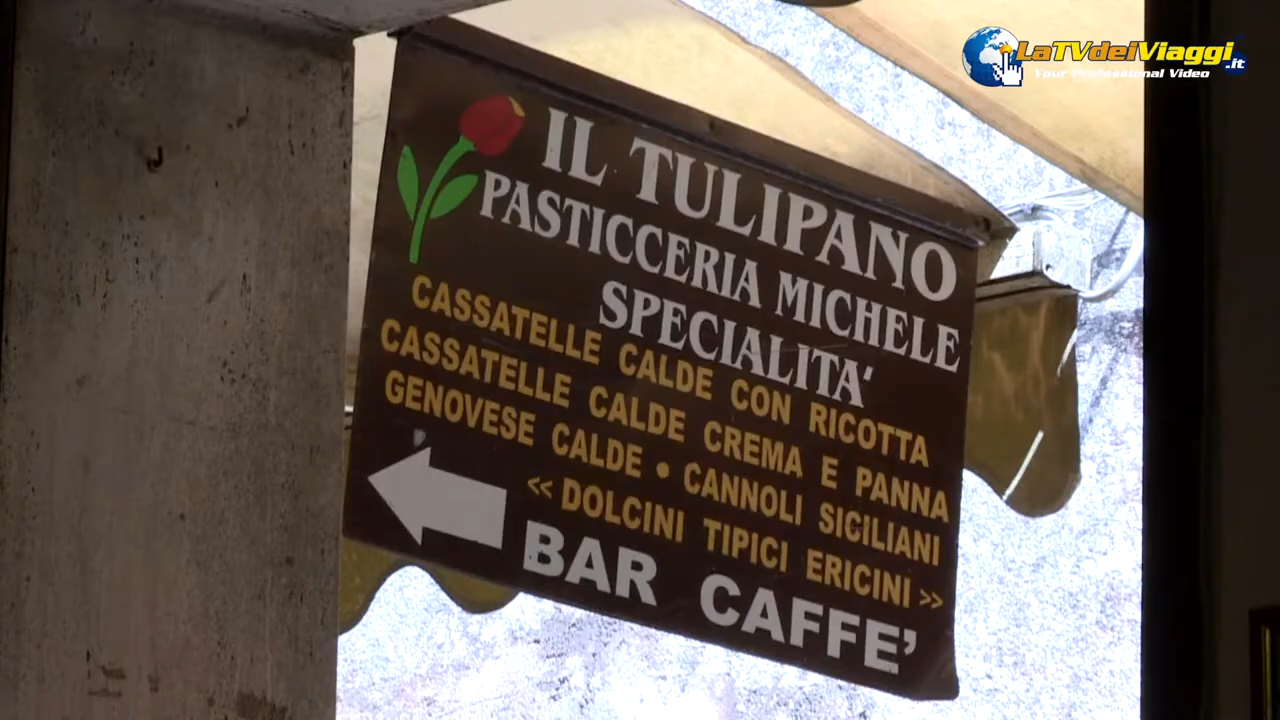 LaTVdeiViaggi.it
Your Professional Video
IL TULIPANO
PASTICCERIA MICHELE
SPECIALITA'
CASSATELLE CALDE CON RICOTTA
CASSATELLE CALDE CREMA E PANNA
GENOVESE CALDE • CANNOLI SICILIANI
<< DOLCINI TIPICI ERICINI >>
BAR CAFFE'